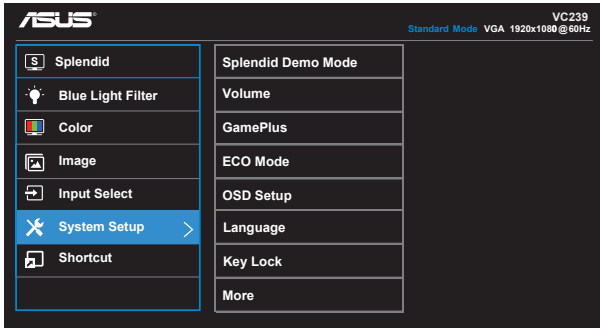 ASUS
VC239
Standard Mode VGA 1920x1080@60Hz
S Splendid
Blue Light Filter
Color
Image
Input Select
System Setup
Shortcut
Splendid Demo Mode
Volume
GamePlus
ECO Mode
OSD Setup
Language
Key Lock
More